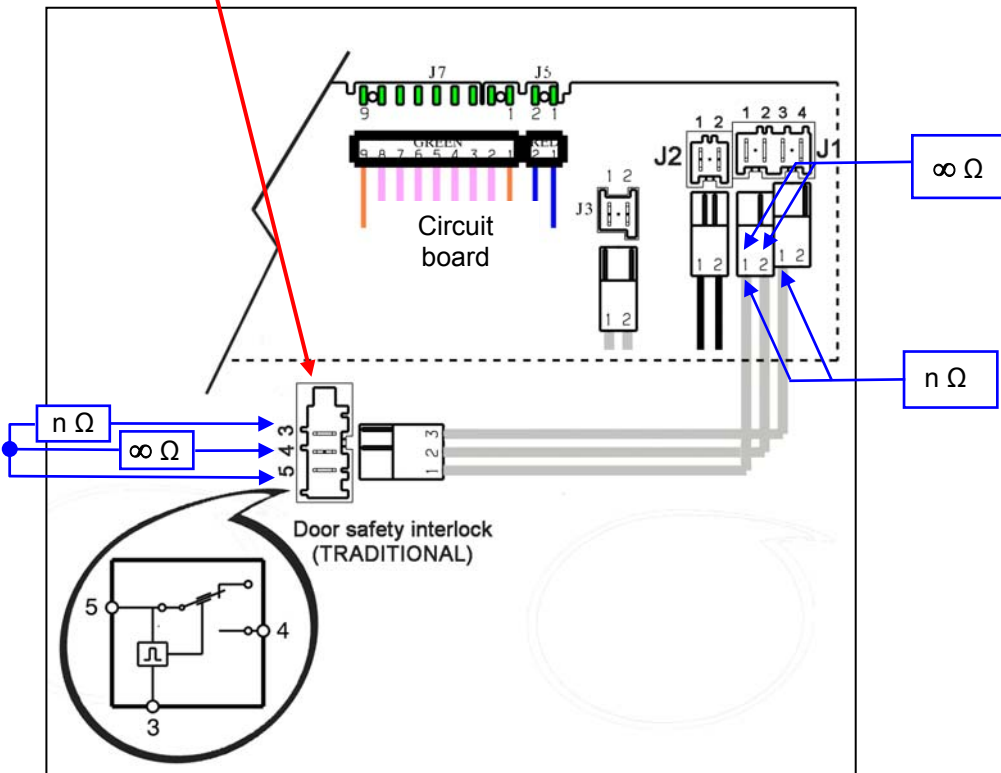 J7 J5
9 1 2 1
GREEN RED
9 8 7 6 5 4 3 2 1 2 1
Circuit
board
1 2
J3
1 2
1 2
J2
1 2
1 2 3 4
J1
1 2
1 2
∞ Ω
n Ω
n Ω
∞ Ω
3
4
5
1 2 3
Door safety interlock
(TRADITIONAL)
5
4
3